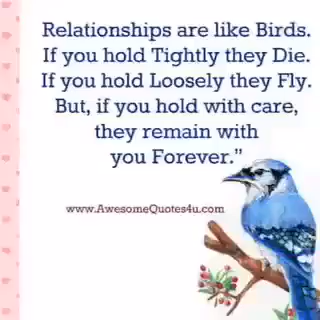 Relationships are like Birds.
If you hold Tightly they Die.
If you hold Loosely they Fly.
But, if you hold with care,
they remain with
you Forever.”
www.AwesomeQuotes4u.com